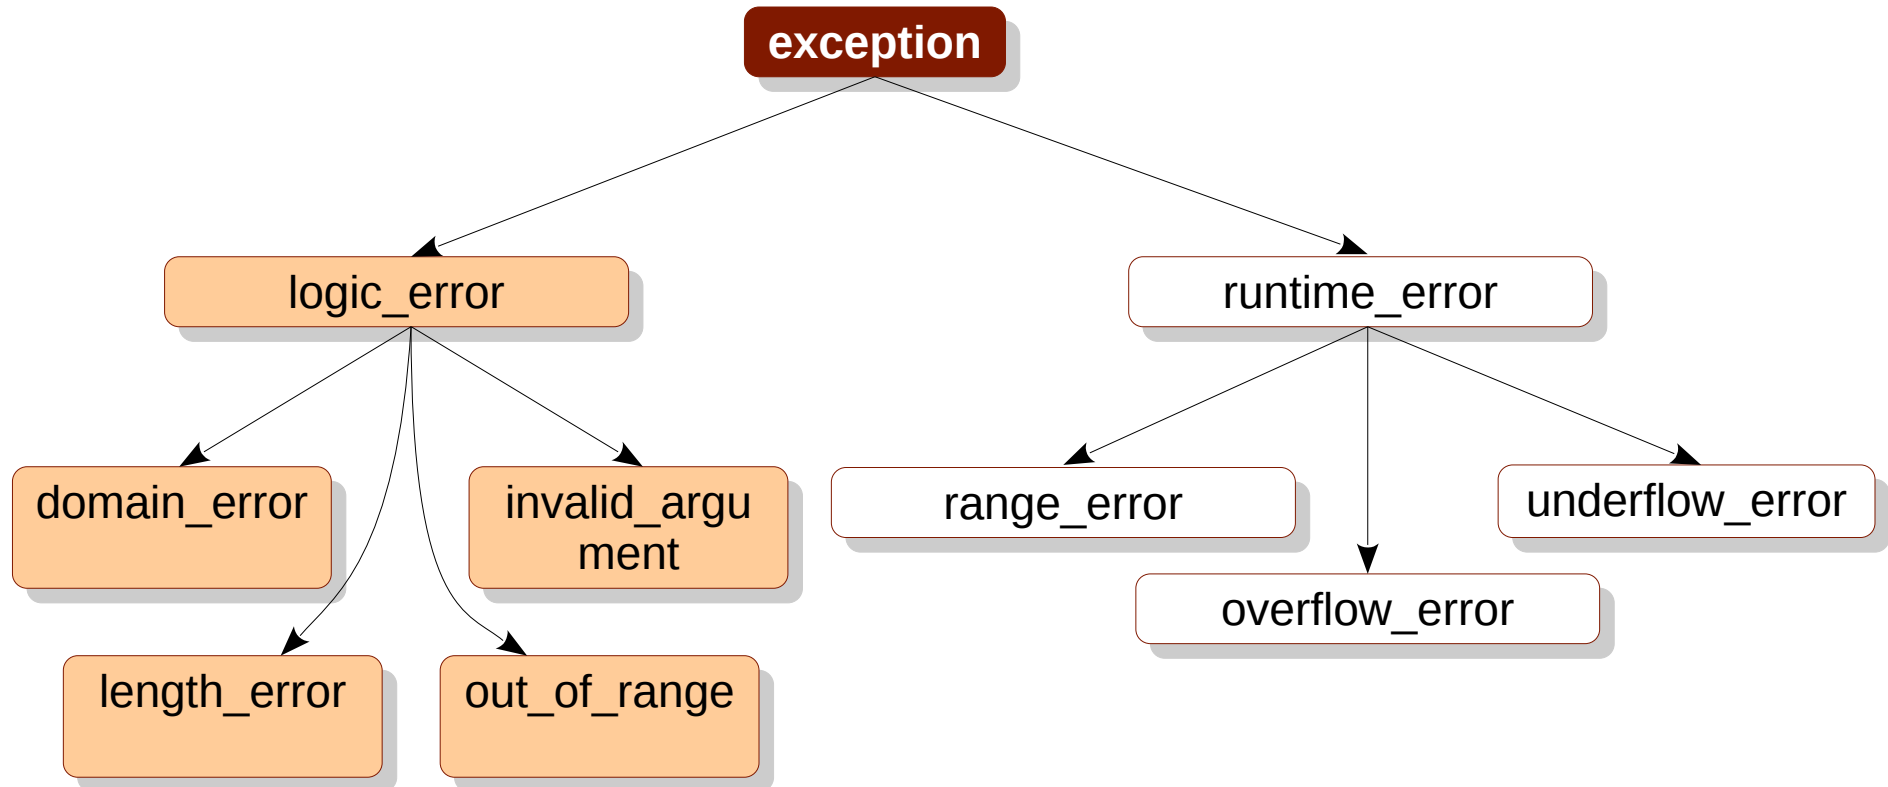 exception
logic_error
runtime_error
domain_error
invalid_argu
ment
range_error
underflow_error
overflow_error
length_error
out_of_range